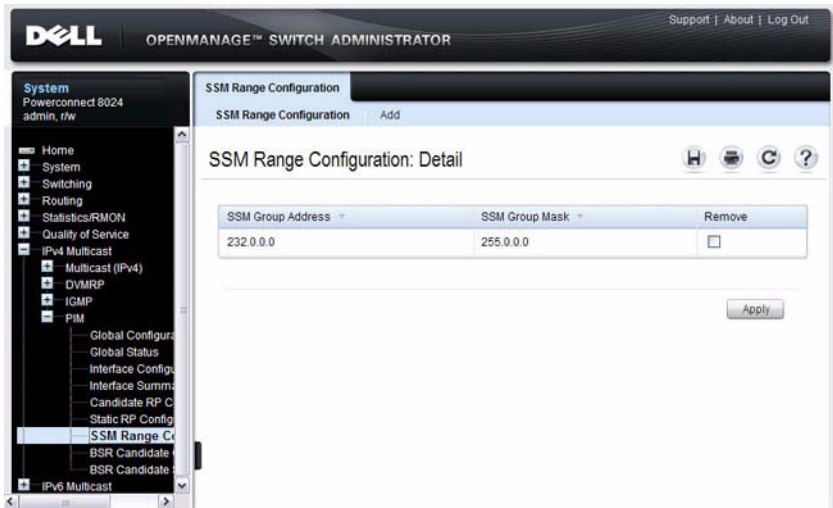 Support | About | Log Out
DELL OPENMANAGE™ SWITCH ADMINISTRATOR
System
Powerconnect 8024
admin, r/w
Home
System
Switching
Routing
Statistics/RMON
Quality of Service
IPv4 Multicast
Multicast (IPv4)
DVMRP
IGMP
PIM
Global Configura
Global Status
Interface Configu
Interface Summa
Candidate RP C
Static RP Config
SSM Range Co
BSR Candidate
BSR Candidate
IPv6 Multicast
SSM Range Configuration
SSM Range Configuration Add
SSM Range Configuration: Detail
SSM Group Address SSM Group Mask Remove
232.0.0.0 255.0.0.0
Apply